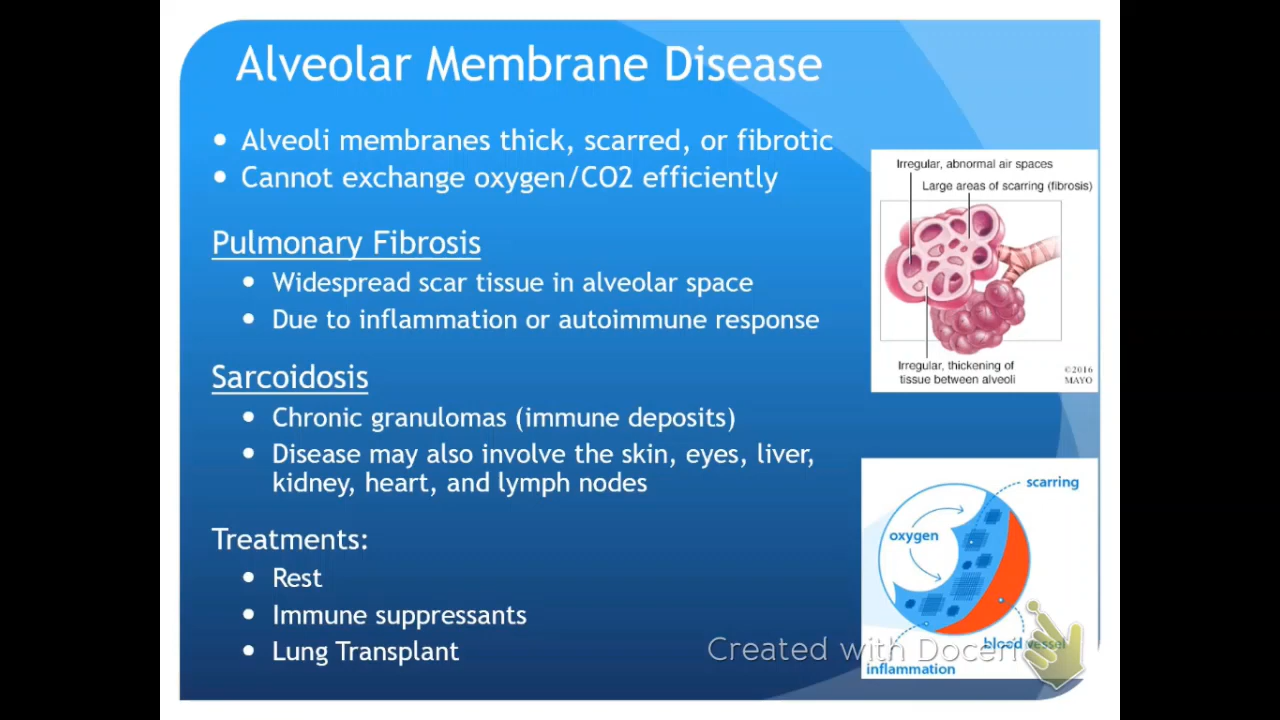 Alveolar Membrane Disease
• Alveoli membranes thick, scarred, or fibrotic
• Cannot exchange oxygen/CO2 efficiently
Pulmonary Fibrosis
• Widespread scar tissue in alveolar space
• Due to inflammation or autoimmune response
Sarcoidosis
• Chronic granulomas (immune deposits)
• Disease may also involve the skin, eyes, liver,
kidney, heart, and lymph nodes
Treatments:
• Rest
• Immune suppressants
• Lung Transplant
Irregular, abnormal air spaces
Large areas of scarring (fibrosis)
Irregular, thickening of
tissue between alveoli
©2016
MAYO
scarring
oxygen
blood vessel
inflammation
Created with